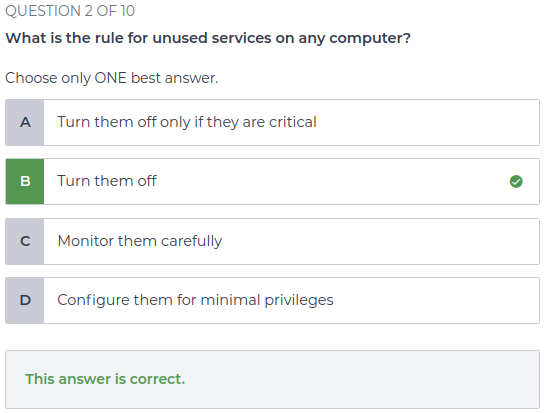 QUESTION 2 OF 10
What is the rule for unused services on any computer?
Choose only ONE best answer.
A Turn them off only if they are critical
B Turn them off
C Monitor them carefully
D Configure them for minimal privileges
This answer is correct.